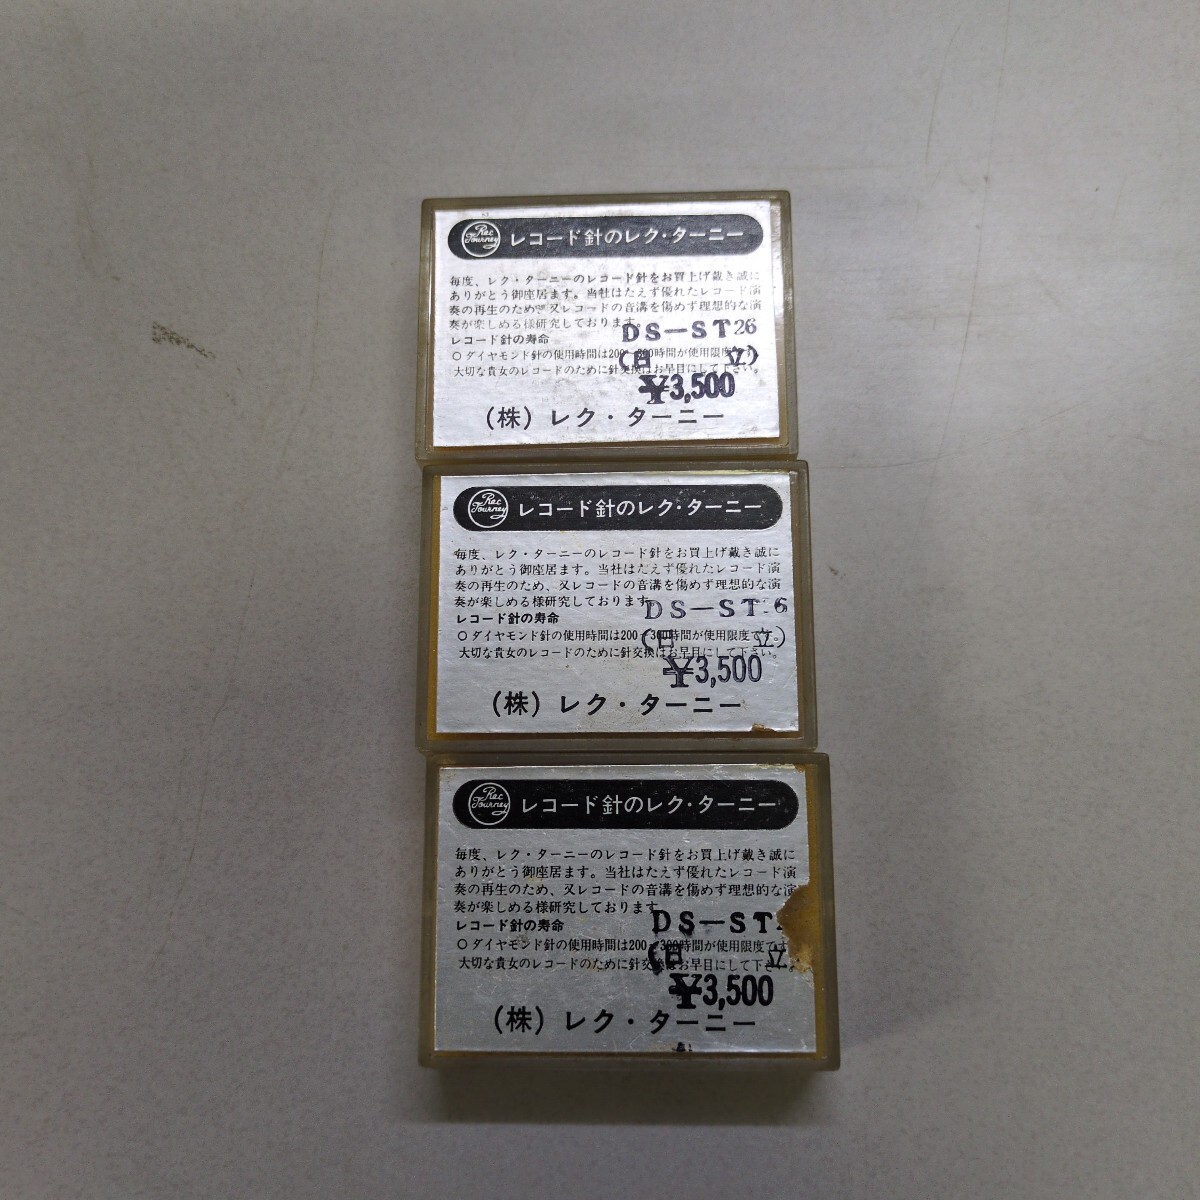 Rec Tourney
レコード針のレク・ターニー
毎度、レク・ターニーのレコード針をお買上げ戴き誠に
ありがとう御座居ます。当社はたえず優れたレコード演
奏の再生のため、又レコードの音溝を傷めず理想的な演
奏が楽しめる様研究しております。
DS-ST26
レコード針の寿命
○ダイヤモンド針の使用時間は200〜300時間が使用限度です。
(日 立)
大切な貴女のレコードのために針交換はお早目にして下さい。
¥3,500
(株)レク・ターニー
Rec Tourney
レコード針のレク・ターニー
毎度、レク・ターニーのレコード針をお買上げ戴き誠に
ありがとう御座居ます。当社はたえず優れたレコード演
奏の再生のため、又レコードの音溝を傷めず理想的な演
奏が楽しめる様研究しております。
DS-ST26
レコード針の寿命
○ダイヤモンド針の使用時間は200〜300時間が使用限度です。
(日 立)
大切な貴女のレコードのために針交換はお早目にして下さい。
¥3,500
(株)レク・ターニー
Rec Tourney
レコード針のレク・ターニー
毎度、レク・ターニーのレコード針をお買上げ戴き誠に
ありがとう御座居ます。当社はたえず優れたレコード演
奏の再生のため、又レコードの音溝を傷めず理想的な演
奏が楽しめる様研究しております。
DS-ST
レコード針の寿命
○ダイヤモンド針の使用時間は200〜300時間が使用限度です
(日 立
大切な貴女のレコードのために針交換はお早目にして下さい
¥3,500
(株)レク・ターニー